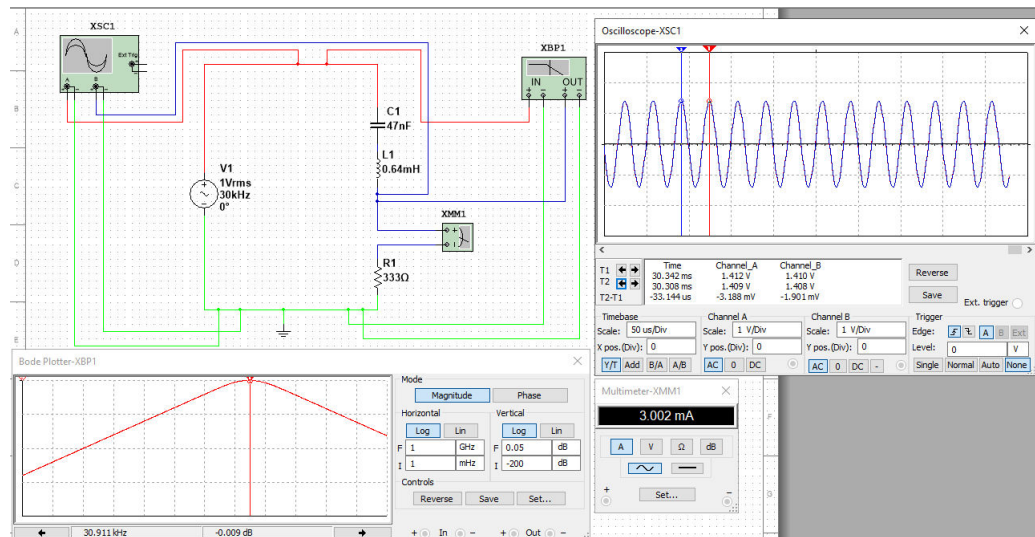 XSC1
Ext Trig
A
B
XBP1
IN OUT
C1
47nF
L1
0.64mH
V1
1Vrms
30kHz
0°
XMM1
R1
333Ω
A
B
C
D
E
F
G
Oscilloscope-XSC1
Time Channel_A Channel_B
T1 30.342 ms 1.412 V 1.410 V
T2 30.308 ms 1.409 V 1.408 V
T2-T1 -33.144 us -3.188 mV -1.901 mV
Reverse
Save
Ext. trigger
Timebase Channel A Channel B Trigger
Scale: 50 us/Div Scale: 1 V/Div Scale: 1 V/Div Edge: A B Ext
X pos.(Div): 0 Y pos.(Div): 0 Y pos.(Div): 0 Level: 0 V
Y/T Add B/A A/B AC 0 DC AC 0 DC - Single Normal Auto None
Bode Plotter-XBP1
Mode
Magnitude Phase
Horizontal Vertical
Log Lin Log Lin
F 1 GHz F 0.05 dB
I 1 mHz I -200 dB
Controls
Reverse Save Set...
30.911 kHz -0.009 dB + In - + Out -
Multimeter-XMM1
3.002 mA
A V Ω dB
Set...
+ -